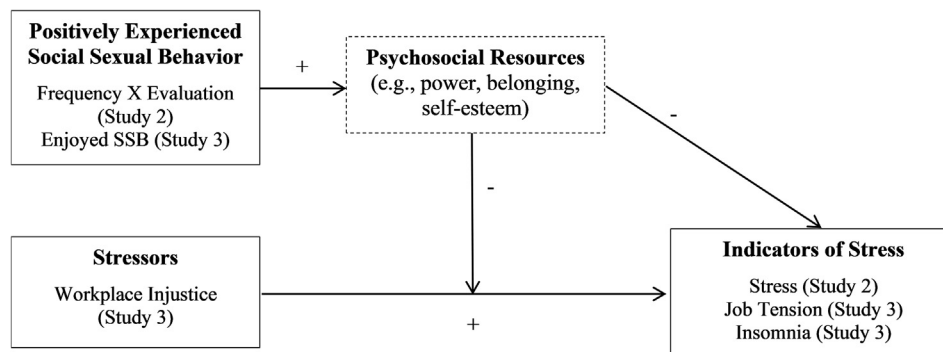 Positively Experienced
Social Sexual Behavior
Frequency X Evaluation
(Study 2)
Enjoyed SSB (Study 3)
+
Psychosocial Resources
(e.g., power, belonging,
self-esteem)
-
-
Stressors
Workplace Injustice
(Study 3)
+
Indicators of Stress
Stress (Study 2)
Job Tension (Study 3)
Insomnia (Study 3)